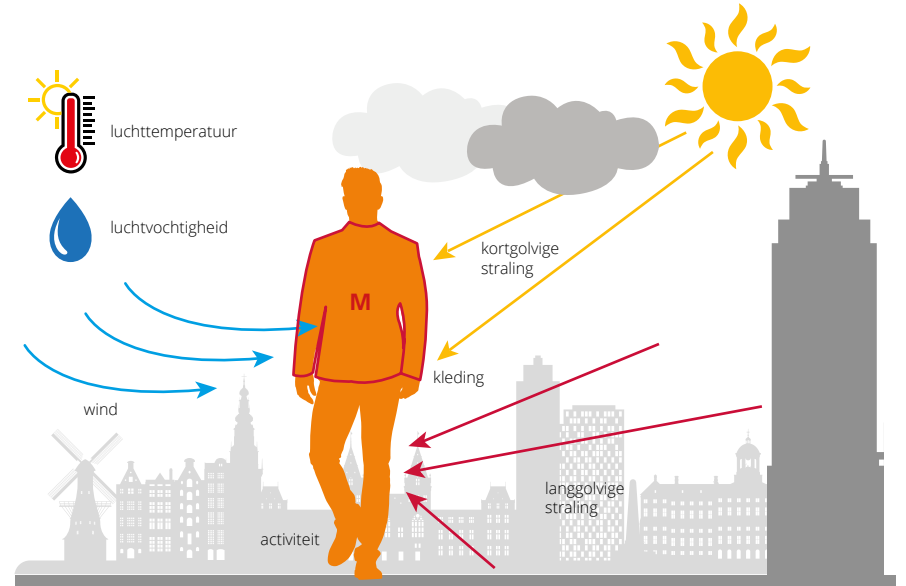 luchttemperatuur
luchtvochtigheid
kortgolvige
straling
M
kleding
wind
langgolvige
straling
activiteit